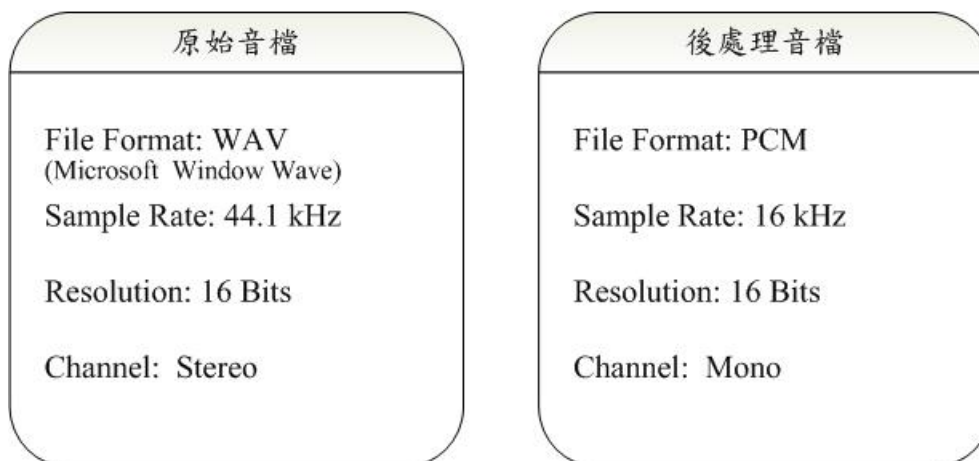 原始音檔
File Format: WAV
(Microsoft Window Wave)
Sample Rate: 44.1 kHz
Resolution: 16 Bits
Channel: Stereo
後處理音檔
File Format: PCM
Sample Rate: 16 kHz
Resolution: 16 Bits
Channel: Mono